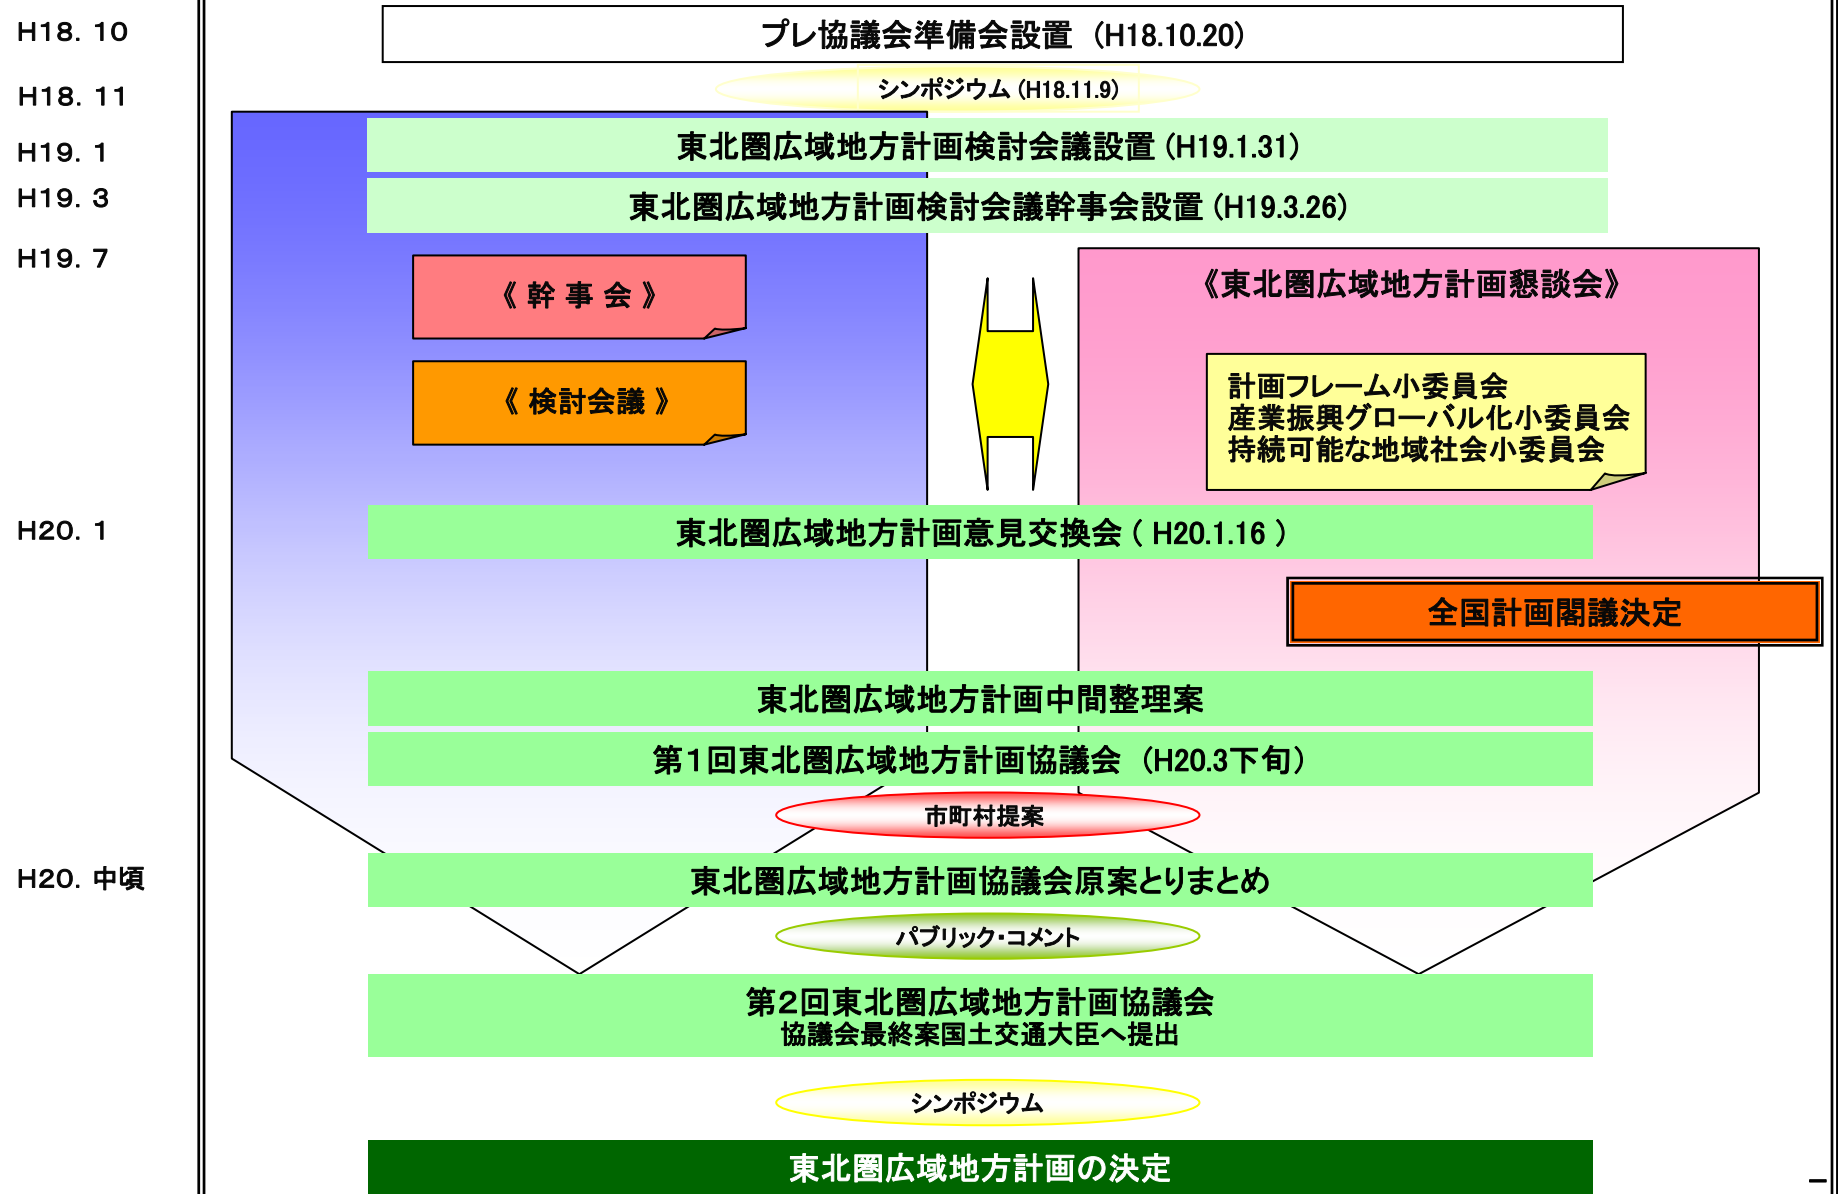 H18．10
プレ協議会準備会設置 (H18.10.20)
シンポジウム (H18.11.9)
H18．11
H19．1
東北圏広域地方計画検討会議設置 (H19.1.31)
H19．3
東北圏広域地方計画検討会議幹事会設置 (H19.3.26)
H19．7
《 幹 事 会 》
《 検討会議 》
《東北圏広域地方計画懇談会》
計画フレーム小委員会
産業振興グローバル化小委員会
持続可能な地域社会小委員会
H20．1
東北圏広域地方計画意見交換会 ( H20.1.16 )
全国計画閣議決定
東北圏広域地方計画中間整理案
第１回東北圏広域地方計画協議会 (H20.3下旬)
市町村提案
H20．中頃
東北圏広域地方計画協議会原案とりまとめ
パブリック・コメント
第２回東北圏広域地方計画協議会
協議会最終案国土交通大臣へ提出
シンポジウム
東北圏広域地方計画の決定